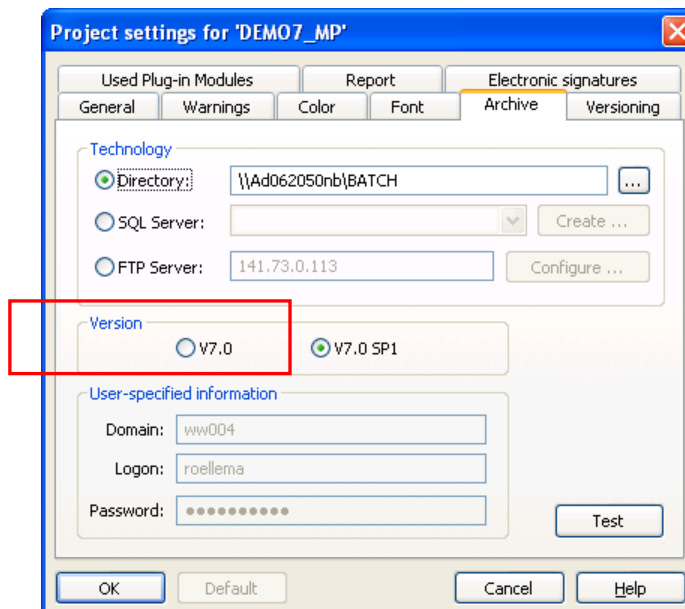 Project settings for 'DEMO7_MP'
Used Plug-in Modules Report Electronic signatures
General Warnings Color Font Archive Versioning
Technology
Directory: \\Ad062050nb\BATCH ...
SQL Server: Create ...
FTP Server: 141.73.0.113 Configure ...
Version
V7.0 V7.0 SP1
User-specified information
Domain: ww004
Logon: roellema
Password: ●●●●●●●●●●
Test
OK Default Cancel Help